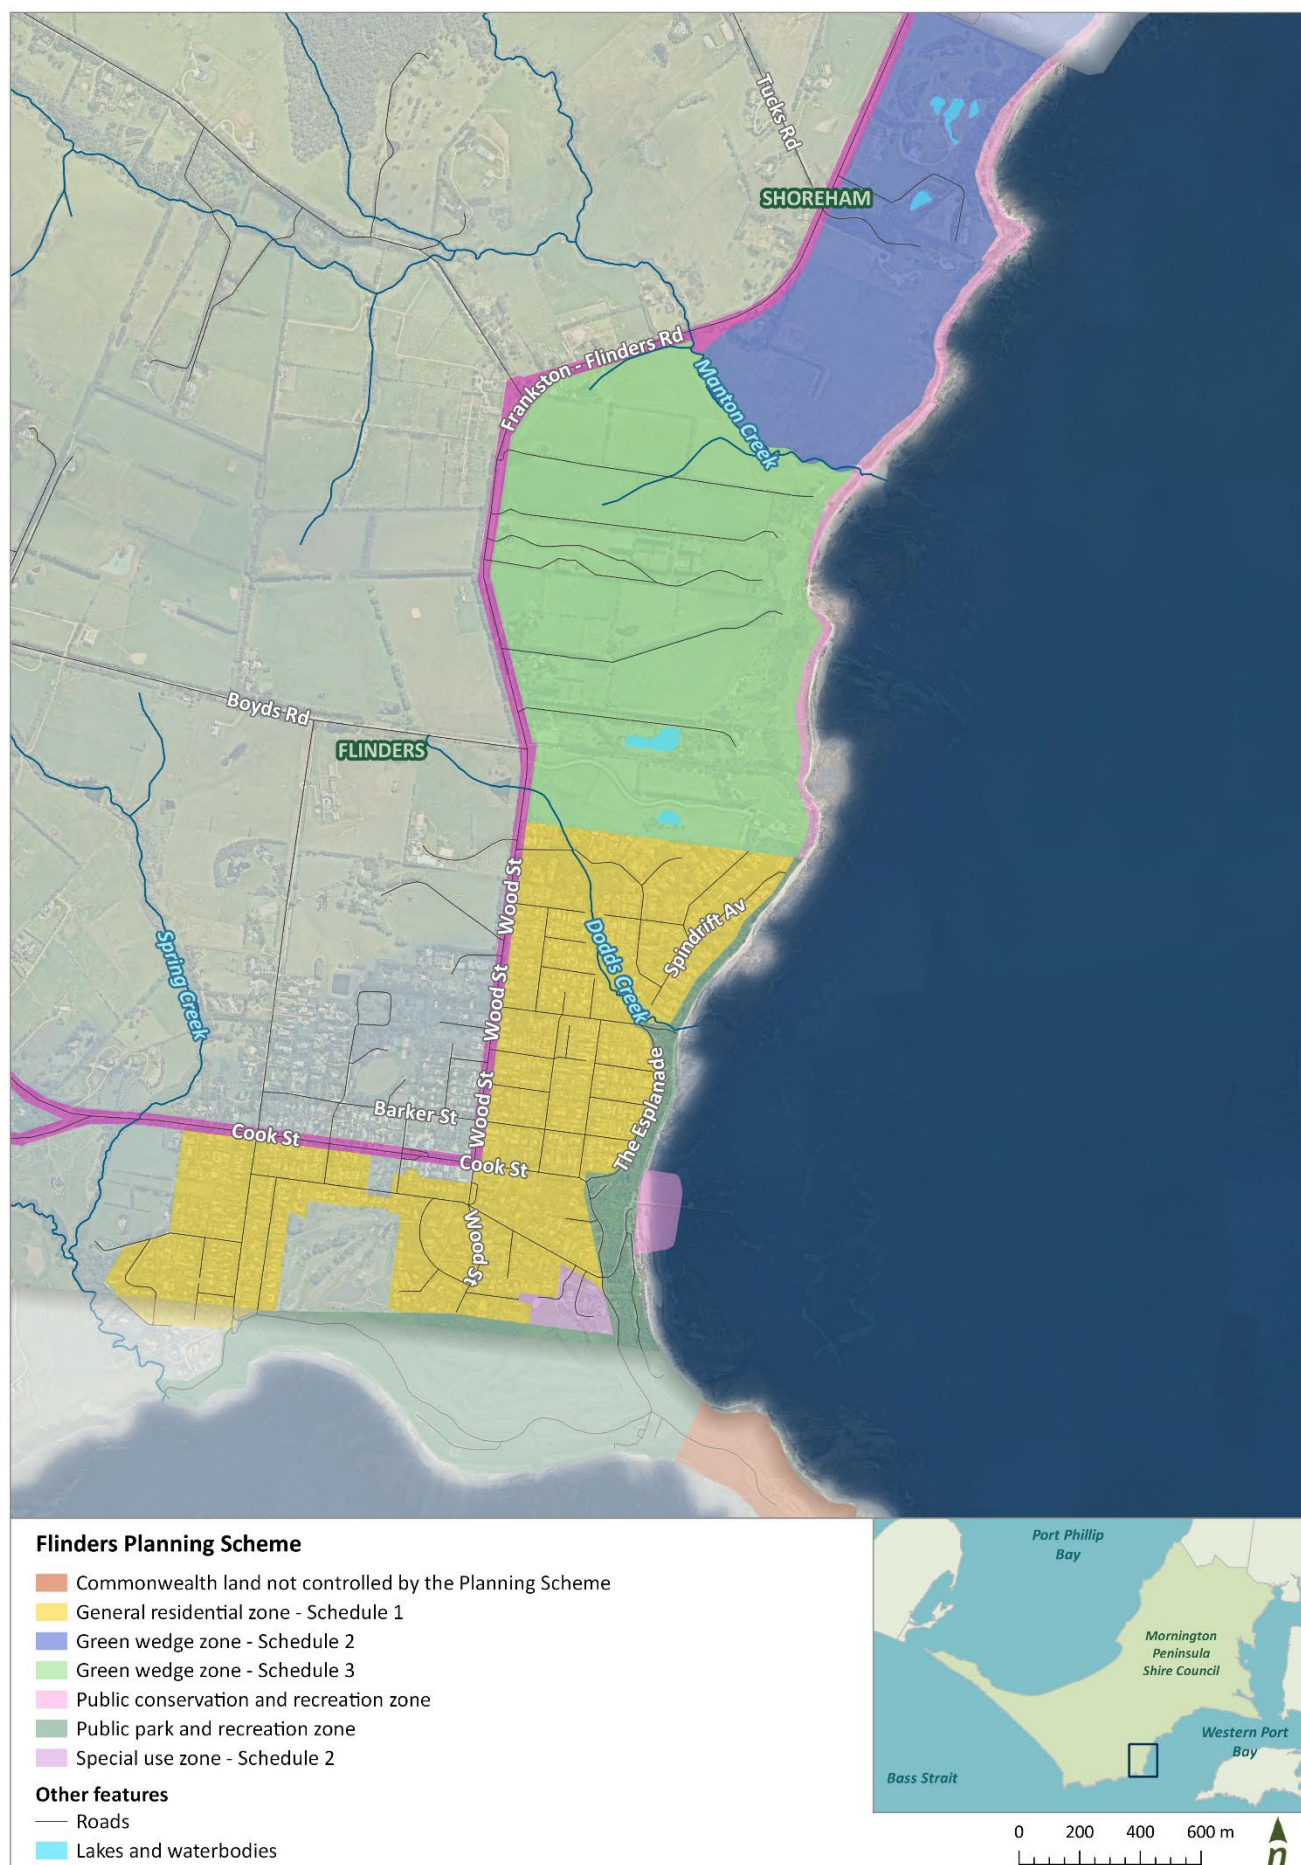 Tucks Rd
SHOREHAM
Frankston - Flinders Rd
Manton Creek
Boyds Rd
FLINDERS
Wood St
Spindrift Av
Dodds Creek
Spring Creek
Wood St
The Esplanade
Wood St
Barker St
Cook St
Cook St
Wood St
Flinders Planning Scheme
Commonwealth land not controlled by the Planning Scheme
General residential zone - Schedule 1
Green wedge zone - Schedule 2
Green wedge zone - Schedule 3
Public conservation and recreation zone
Public park and recreation zone
Special use zone - Schedule 2
Other features
Roads
Lakes and waterbodies
Port Phillip
Bay
Mornington
Peninsula
Shire Council
Western Port
Bay
Bass Strait
0 200 400 600 m
n